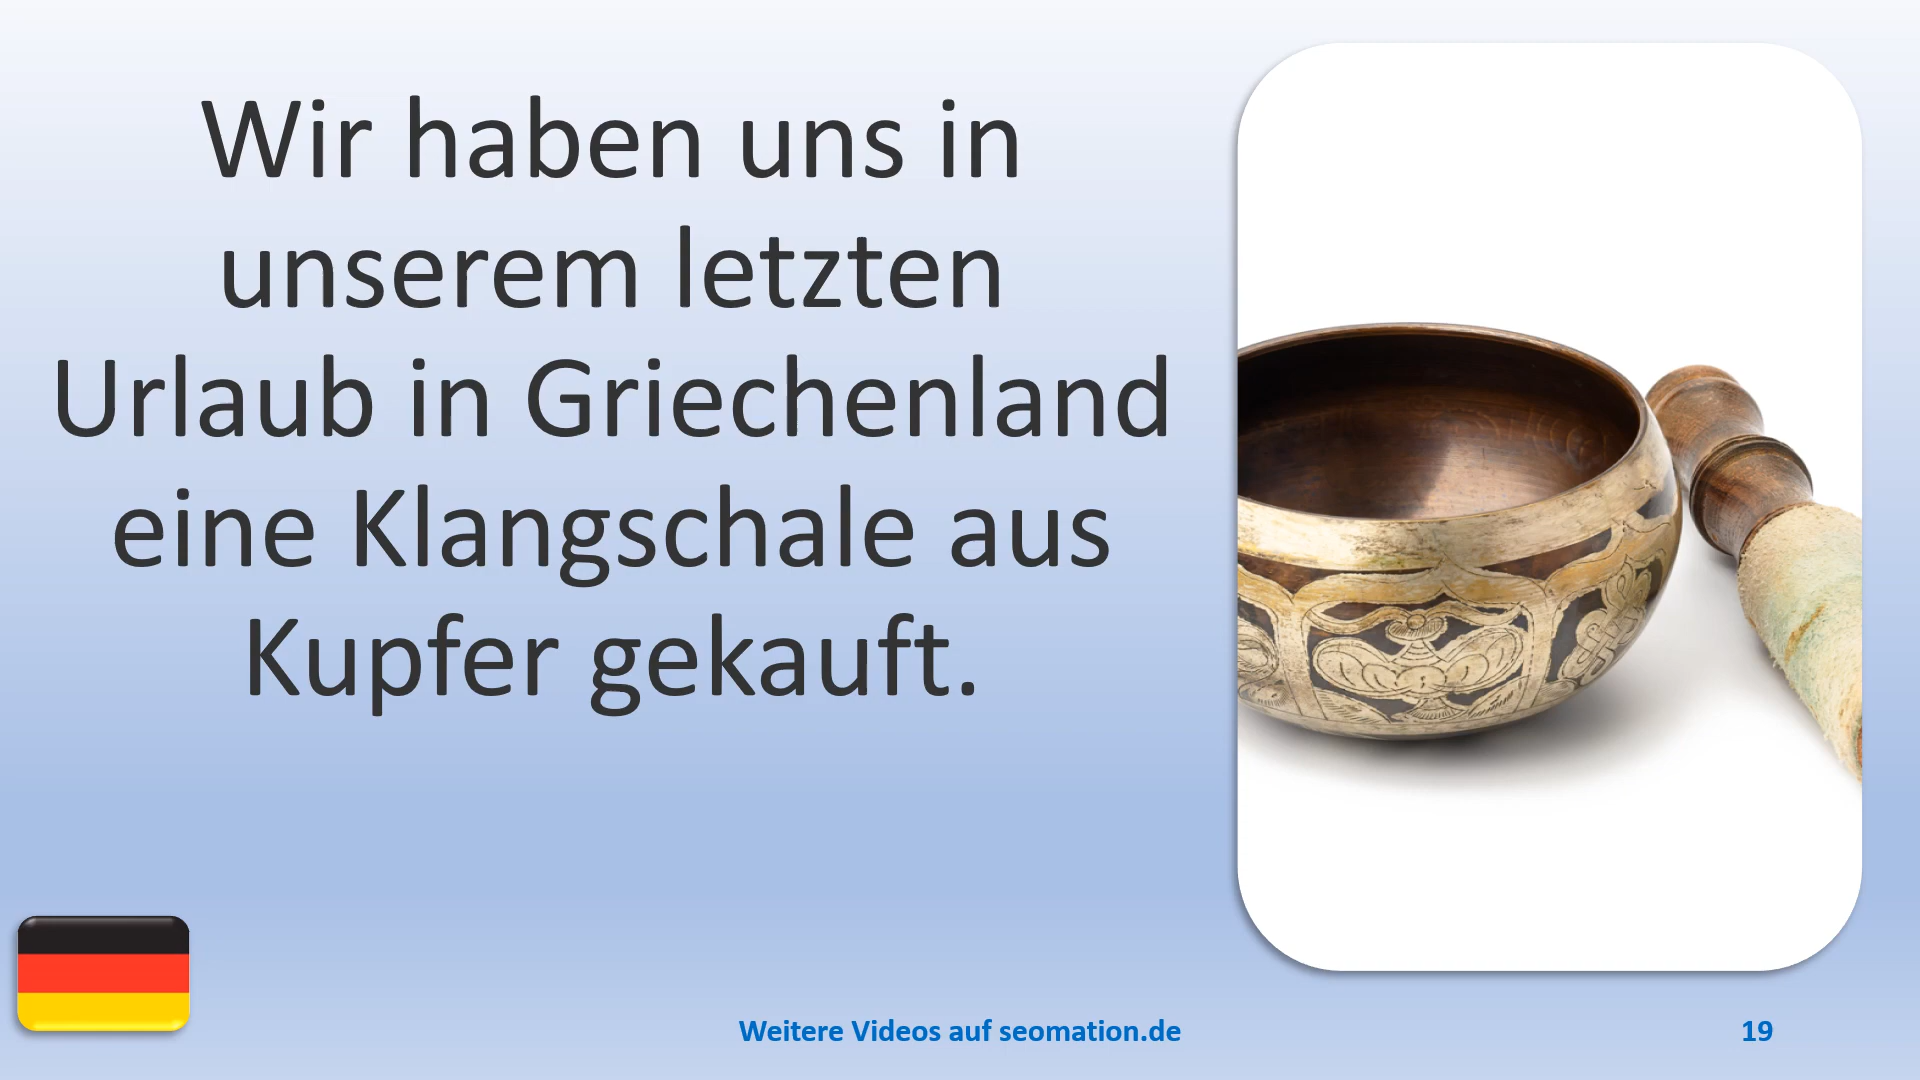 Wir haben uns in
unserem letzten
Urlaub in Griechenland
eine Klangschale aus
Kupfer gekauft.
Weitere Videos auf seomation.de
19